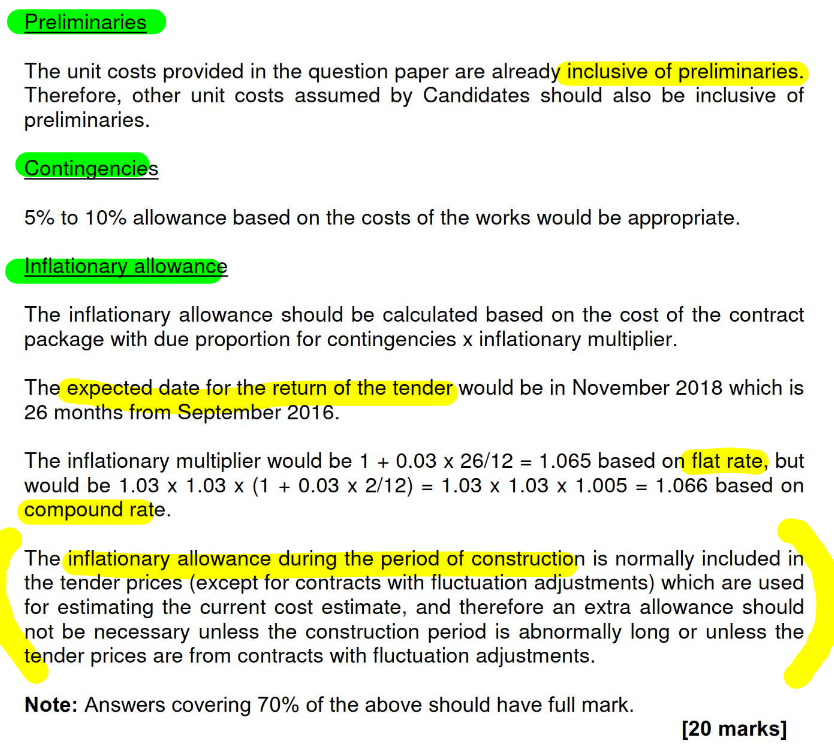 Preliminaries
The unit costs provided in the question paper are already inclusive of preliminaries.
Therefore, other unit costs assumed by Candidates should also be inclusive of
preliminaries.
Contingencies
5% to 10% allowance based on the costs of the works would be appropriate.
Inflationary allowance
The inflationary allowance should be calculated based on the cost of the contract
package with due proportion for contingencies x inflationary multiplier.
The expected date for the return of the tender would be in November 2018 which is
26 months from September 2016.
The inflationary multiplier would be 1 + 0.03 x 26/12 = 1.065 based on flat rate, but
would be 1.03 x 1.03 x (1 + 0.03 x 2/12) = 1.03 x 1.03 x 1.005 = 1.066 based on
compound rate.
The inflationary allowance during the period of construction is normally included in
the tender prices (except for contracts with fluctuation adjustments) which are used
for estimating the current cost estimate, and therefore an extra allowance should
not be necessary unless the construction period is abnormally long or unless the
tender prices are from contracts with fluctuation adjustments.
Note: Answers covering 70% of the above should have full mark.
[20 marks]